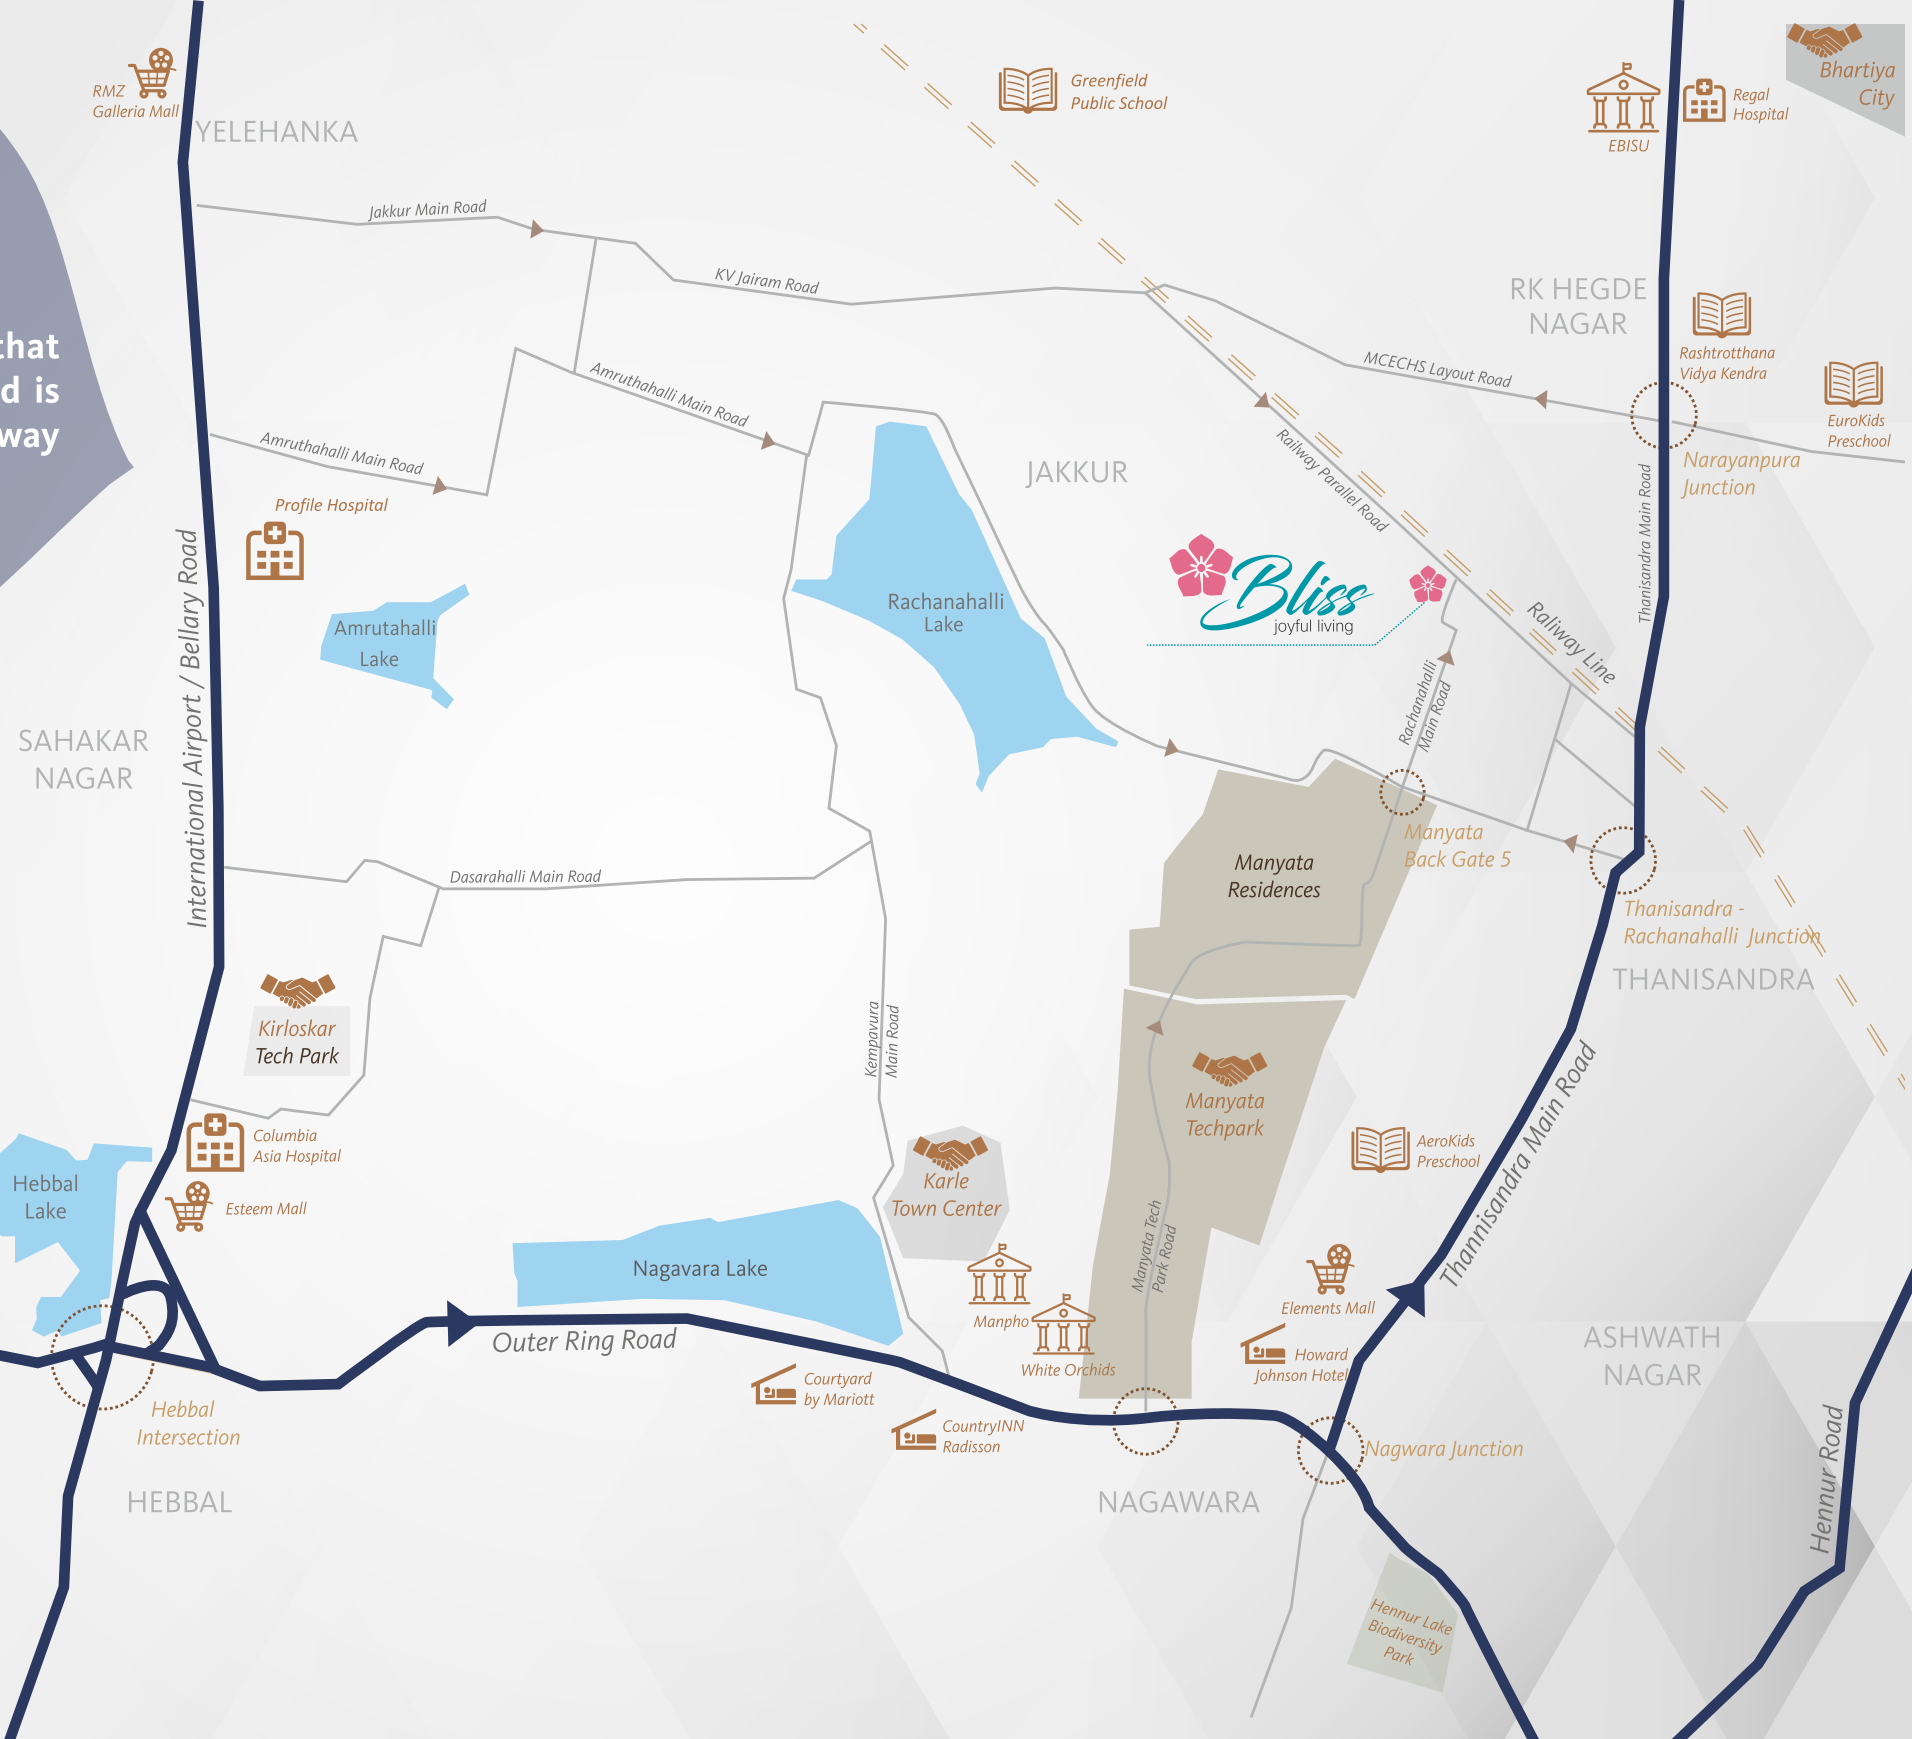 RMZ
Galleria Mall
YELEHANKA
Greenfield
Public School
EBISU
Regal
Hospital
Bhartiya
City
Jakkur Main Road
KV Jairam Road
RK HEGDE
NAGAR
Rashtrotthana
Vidya Kendra
EuroKids
Preschool
MCECHS Layout Road
Narayanpura
Junction
that
d is
way
Amruthahalli Main Road
Amruthahalli Main Road
Profile Hospital
JAKKUR
Railway Parallel Road
Thanisandra Main Road
International Airport / Bellary Road
Amrutahalli
Lake
Rachanahalli
Lake
Bliss
joyful living
Raliway Line
Rachanahalli
Main Road
SAHAKAR
NAGAR
Manyata
Back Gate 5
Manyata
Residences
Dasarahalli Main Road
Thanisandra -
Rachanahalli Junction
THANISANDRA
Kirloskar
Tech Park
Kempavura
Main Road
Manyata
Techpark
Thannisandra Main Road
Columbia
Asia Hospital
AeroKids
Preschool
Hebbal
Lake
Esteem Mall
Karle
Town Center
Manyata Tech
Park Road
Nagavara Lake
Manpho
White Orchids
Elements Mall
Howard
Johnson Hotel
Outer Ring Road
ASHWATH
NAGAR
Courtyard
by Mariott
CountryINN
Radisson
Hebbal
Intersection
Nagwara Junction
HEBBAL
NAGAWARA
Hennur Road
Hennur Lake
Biodiversity
Park